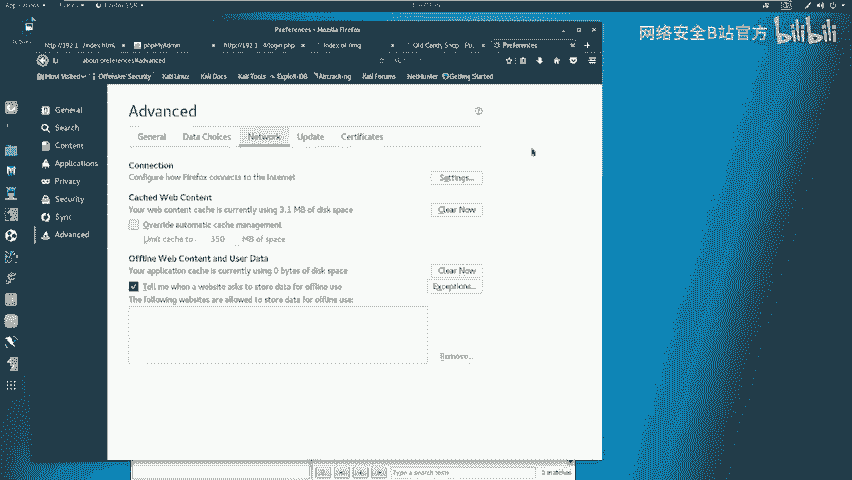 Applications
网络安全B站官方 bilibili
Preferences - Mozilla Firefox
http://192.1.../index.html
phpMyAdmin
Index of /img
Old Candy Shop
Preferences
about:preferences#advanced
Most Visited
Offensive Security
Kali Linux
Kali Docs
Kali Tools
Exploit-DB
Aircrack-ng
Kali Forums
NetHunter
Getting Started
General
Search
Content
Applications
Privacy
Security
Sync
Advanced
Advanced
General Data Choices Network Update Certificates
Connection
Configure how Firefox connects to the Internet
Settings...
Cached Web Content
Your web content cache is currently using 3.1 MB of disk space
Clear Now
Override automatic cache management
Limit cache to 350 MB of space
Offline Web Content and User Data
Your application cache is currently using 0 bytes of disk space
Clear Now
Tell me when a website asks to store data for offline use
Exceptions...
The following websites are allowed to store data for offline use:
Remove...
Type a search term
0 matches